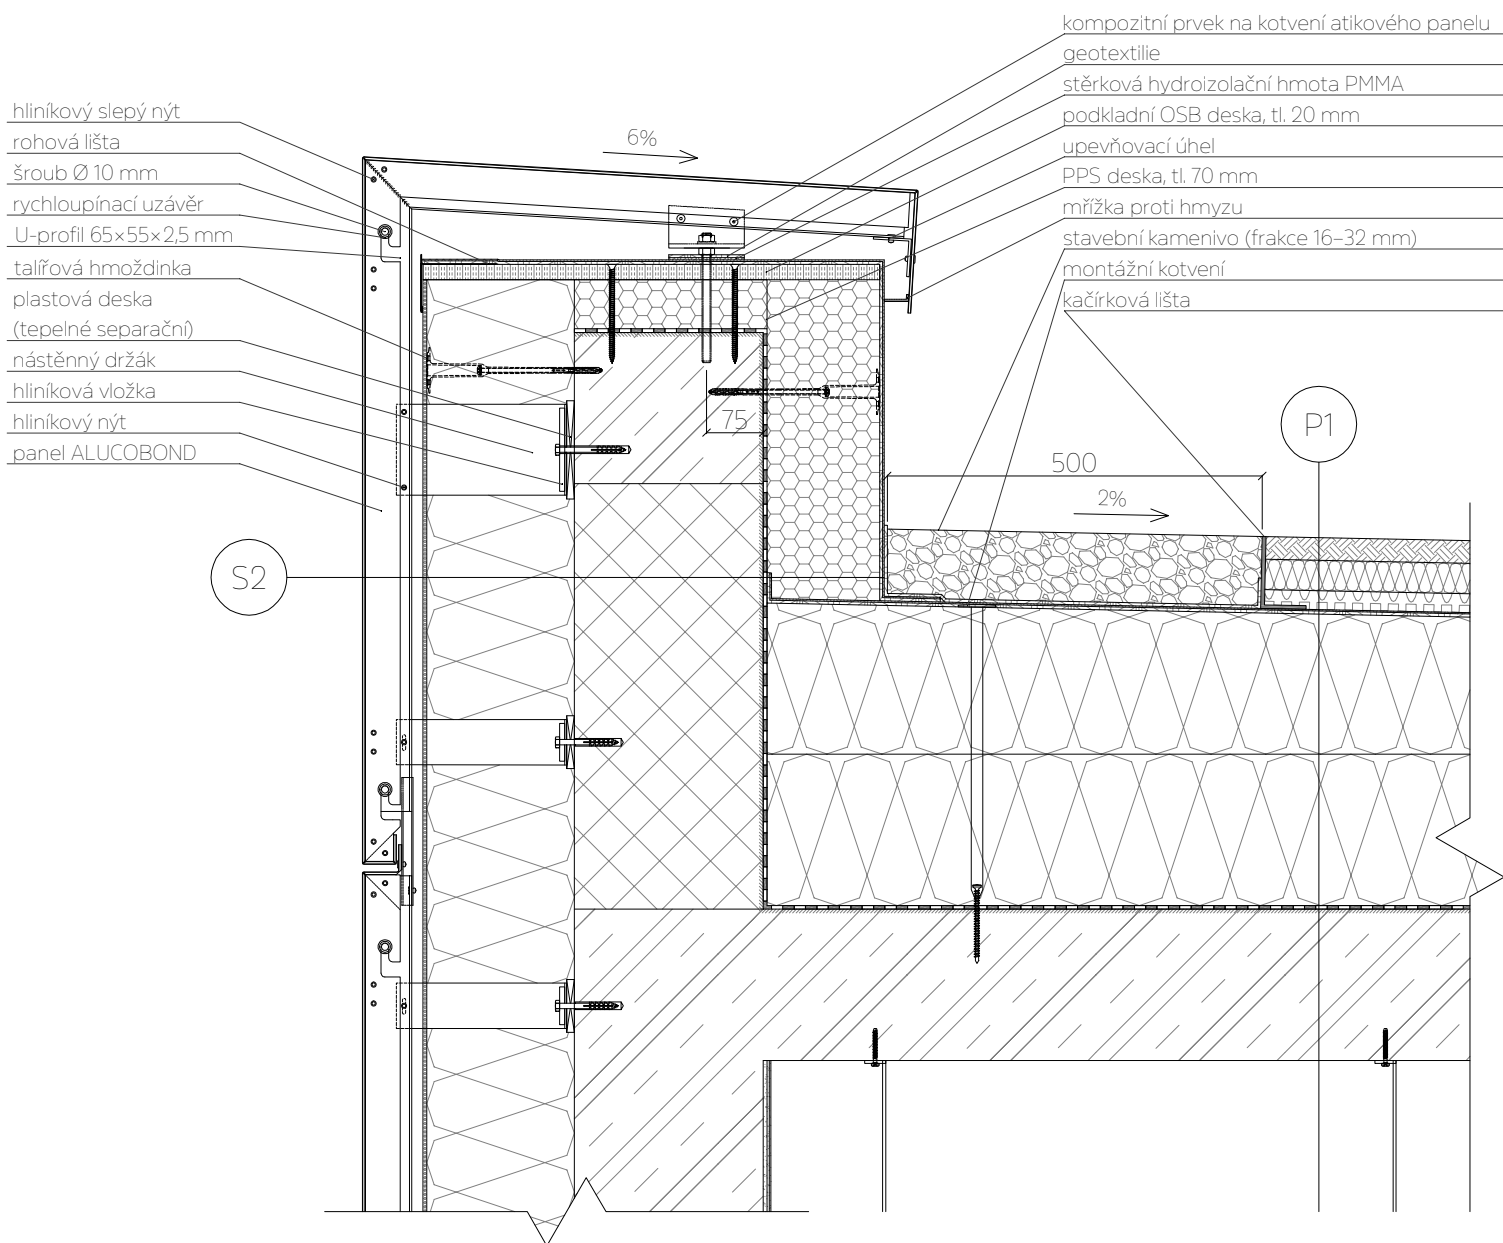 kompozitní prvek na kotvení atikového panelu
geotextilie
stěrková hydroizolační hmota PMMA
podkladní OSB deska, tl. 20 mm
upevňovací úhel
PPS deska, tl. 70 mm
mřížka proti hmyzu
stavební kamenivo (frakce 16–32 mm)
montážní kotvení
kačírková lišta
hliníkový slepý nýt
rohová lišta
šroub Ø 10 mm
rychloupínací uzávěr
U-profil 65×55×2,5 mm
talířová hmoždinka
plastová deska
(tepelné separační)
nástěnný držák
hliníková vložka
hliníkový nýt
panel ALUCOBOND
6%
75
500
2%
P1
S2